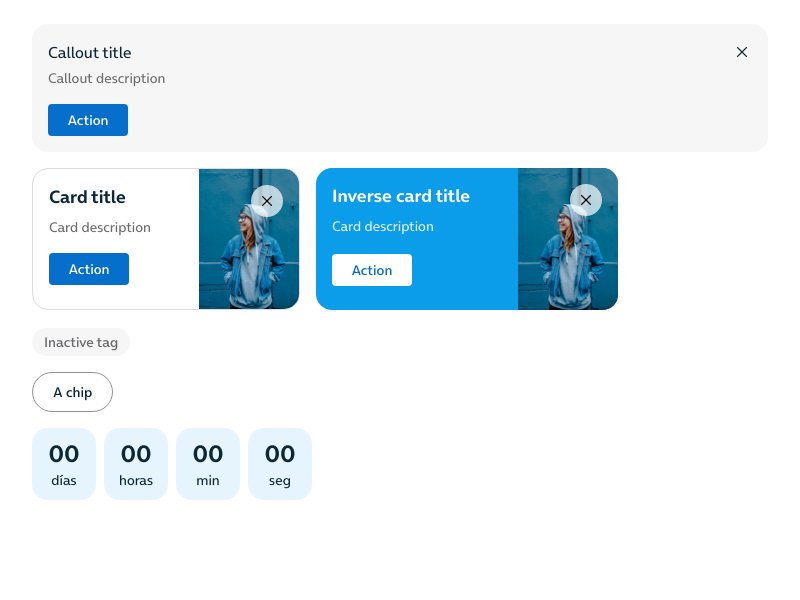 Callout title
Callout description
Action
Card title
Card description
Action
Inverse card title
Card description
Action
Inactive tag
A chip
00 00 00 00
días horas min seg